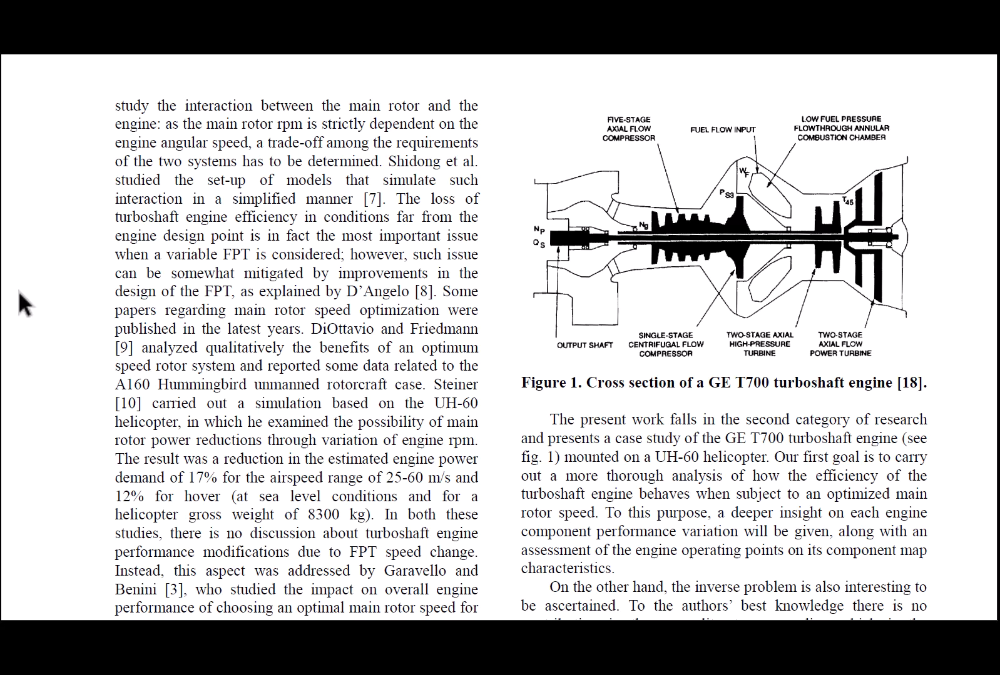 study the interaction between the main rotor and the
engine: as the main rotor rpm is strictly dependent on the
engine angular speed, a trade-off among the requirements
of the two systems has to be determined. Shidong et al.
studied the set-up of models that simulate such
interaction in a simplified manner [7]. The loss of
turboshaft engine efficiency in conditions far from the
engine design point is in fact the most important issue
when a variable FPT is considered; however, such issue
can be somewhat mitigated by improvements in the
design of the FPT, as explained by D’Angelo [8]. Some
papers regarding main rotor speed optimization were
published in the latest years. DiOttavio and Friedmann
[9] analyzed qualitatively the benefits of an optimum
speed rotor system and reported some data related to the
A160 Hummingbird unmanned rotorcraft case. Steiner
[10] carried out a simulation based on the UH-60
helicopter, in which he examined the possibility of main
rotor power reductions through variation of engine rpm.
The result was a reduction in the estimated engine power
demand of 17% for the airspeed range of 25-60 m/s and
12% for hover (at sea level conditions and for a
helicopter gross weight of 8300 kg). In both these
studies, there is no discussion about turboshaft engine
performance modifications due to FPT speed change.
Instead, this aspect was addressed by Garavello and
Benini [3], who studied the impact on overall engine
performance of choosing an optimal main rotor speed for
FIVE-STAGE
AXIAL FLOW
COMPRESSOR
FUEL FLOW INPUT
LOW FUEL PRESSURE
FLOWTHROUGH ANNULAR
COMBUSTION CHAMBER
WF
PS3
T45
Ng
NP
QS
OUTPUT SHAFT
SINGLE-STAGE
CENTRIFUGAL FLOW
COMPRESSOR
TWO-STAGE AXIAL
HIGH-PRESSURE
TURBINE
TWO-STAGE
AXIAL FLOW
POWER TURBINE
Figure 1. Cross section of a GE T700 turboshaft engine [18].
The present work falls in the second category of research
and presents a case study of the GE T700 turboshaft engine (see
fig. 1) mounted on a UH-60 helicopter. Our first goal is to carry
out a more thorough analysis of how the efficiency of the
turboshaft engine behaves when subject to an optimized main
rotor speed. To this purpose, a deeper insight on each engine
component performance variation will be given, along with an
assessment of the engine operating points on its component map
characteristics.
On the other hand, the inverse problem is also interesting to
be ascertained. To the authors’ best knowledge there is no